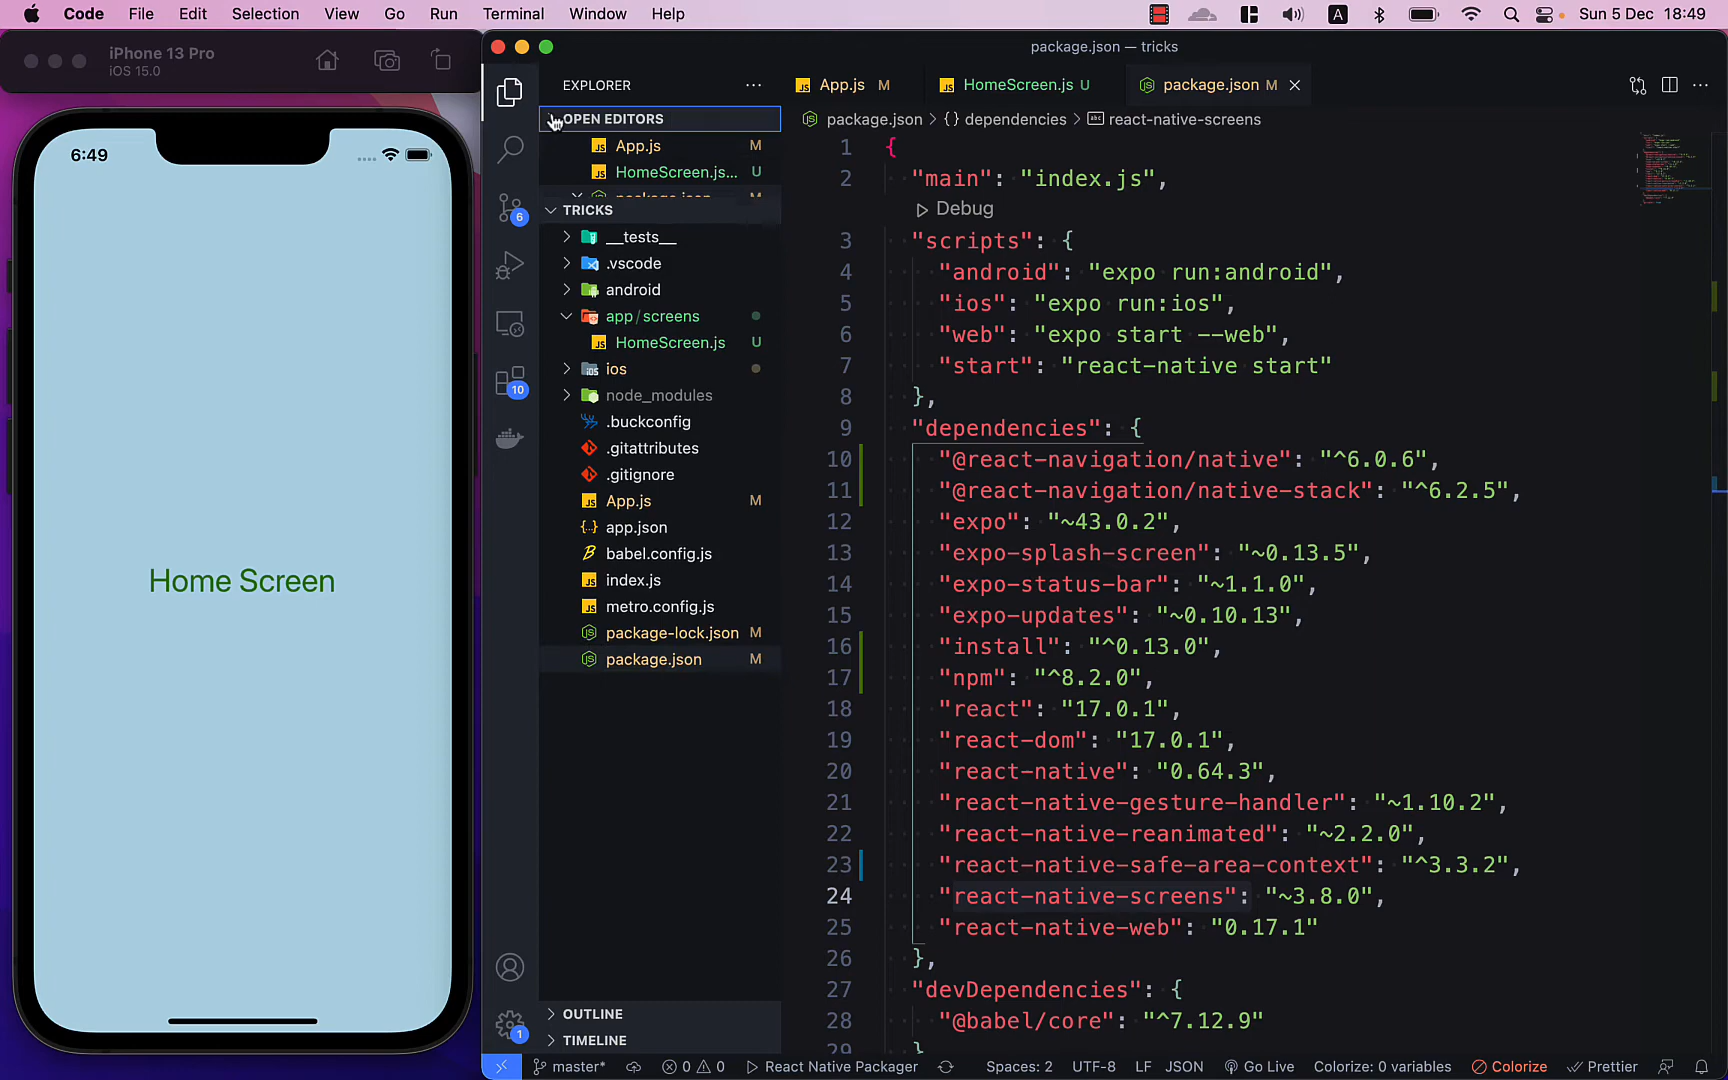 Code File Edit Selection View Go Run Terminal Window Help A Sun 5 Dec 18:49
iPhone 13 Pro
iOS 15.0
6:49
Home Screen
package.json — tricks
6
10
1
EXPLORER
OPEN EDITORS
App.js M
HomeScreen.js... U
package.json M
TRICKS
__tests__
.vscode
android
app/screens
HomeScreen.js U
ios
node_modules
.buckconfig
.gitattributes
.gitignore
App.js M
app.json
babel.config.js
index.js
metro.config.js
package-lock.json M
package.json M
OUTLINE
TIMELINE
App.js M HomeScreen.js U package.json M
package.json > {} dependencies > react-native-screens
1 {
2 "main": "index.js",
Debug
3 "scripts": {
4 "android": "expo run:android",
5 "ios": "expo run:ios",
6 "web": "expo start --web",
7 "start": "react-native start"
8 },
9 "dependencies": {
10 "@react-navigation/native": "^6.0.6",
11 "@react-navigation/native-stack": "^6.2.5",
12 "expo": "~43.0.2",
13 "expo-splash-screen": "~0.13.5",
14 "expo-status-bar": "~1.1.0",
15 "expo-updates": "~0.10.13",
16 "install": "^0.13.0",
17 "npm": "^8.2.0",
18 "react": "17.0.1",
19 "react-dom": "17.0.1",
20 "react-native": "0.64.3",
21 "react-native-gesture-handler": "~1.10.2",
22 "react-native-reanimated": "~2.2.0",
23 "react-native-safe-area-context": "^3.3.2",
24 "react-native-screens": "~3.8.0",
25 "react-native-web": "0.17.1"
26 },
27 "devDependencies": {
28 "@babel/core": "^7.12.9"
29 }
master* 0 0 React Native Packager Spaces: 2 UTF-8 LF JSON Go Live Colorize: 0 variables Colorize Prettier